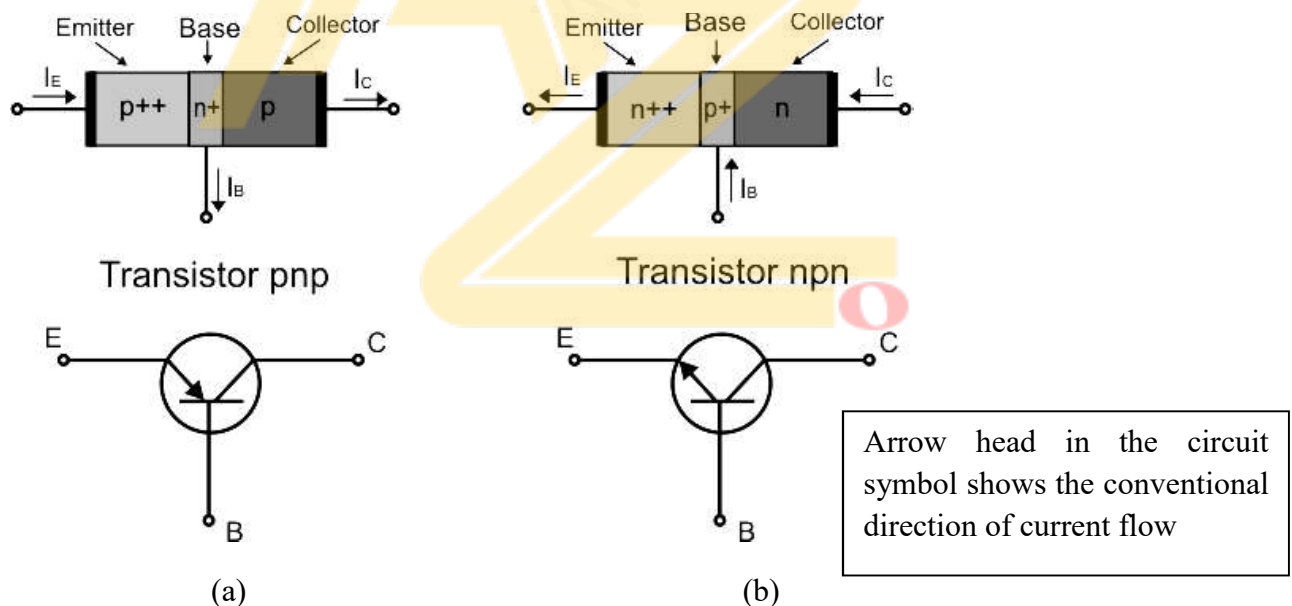 Emitter Base Collector
IE IC
p++ n+ p
IB
Transistor pnp
E C
B
(a)
Emitter Base Collector
IE IC
n++ p+ n
IB
Transistor npn
E C
B
(b)
Arrow head in the circuit
symbol shows the conventional
direction of current flow